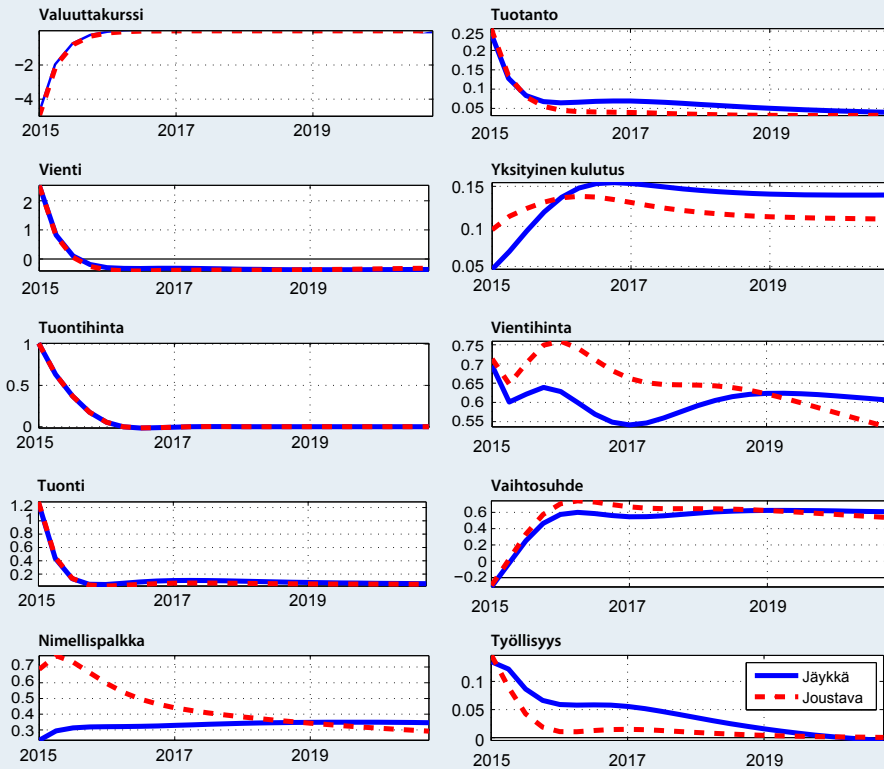 Valuuttakurssi
−2
−4
2015 2017 2019
Tuotanto
0.25
0.2
0.15
0.1
0.05
2015 2017 2019
Vienti
2
1
0
2015 2017 2019
Yksityinen kulutus
0.15
0.1
0.05
2015 2017 2019
Tuontihinta
1
0.5
0
2015 2017 2019
Vientihinta
0.75
0.7
0.65
0.6
0.55
2015 2017 2019
Tuonti
1.2
1
0.8
0.6
0.4
0.2
2015 2017 2019
Vaihtosuhde
0.6
0.4
0.2
0
−0.2
2015 2017 2019
Nimellispalkka
0.7
0.6
0.5
0.4
0.3
2015 2017 2019
Työllisyys
0.1
0.05
0
2015 2017 2019
Jäykkä
Joustava